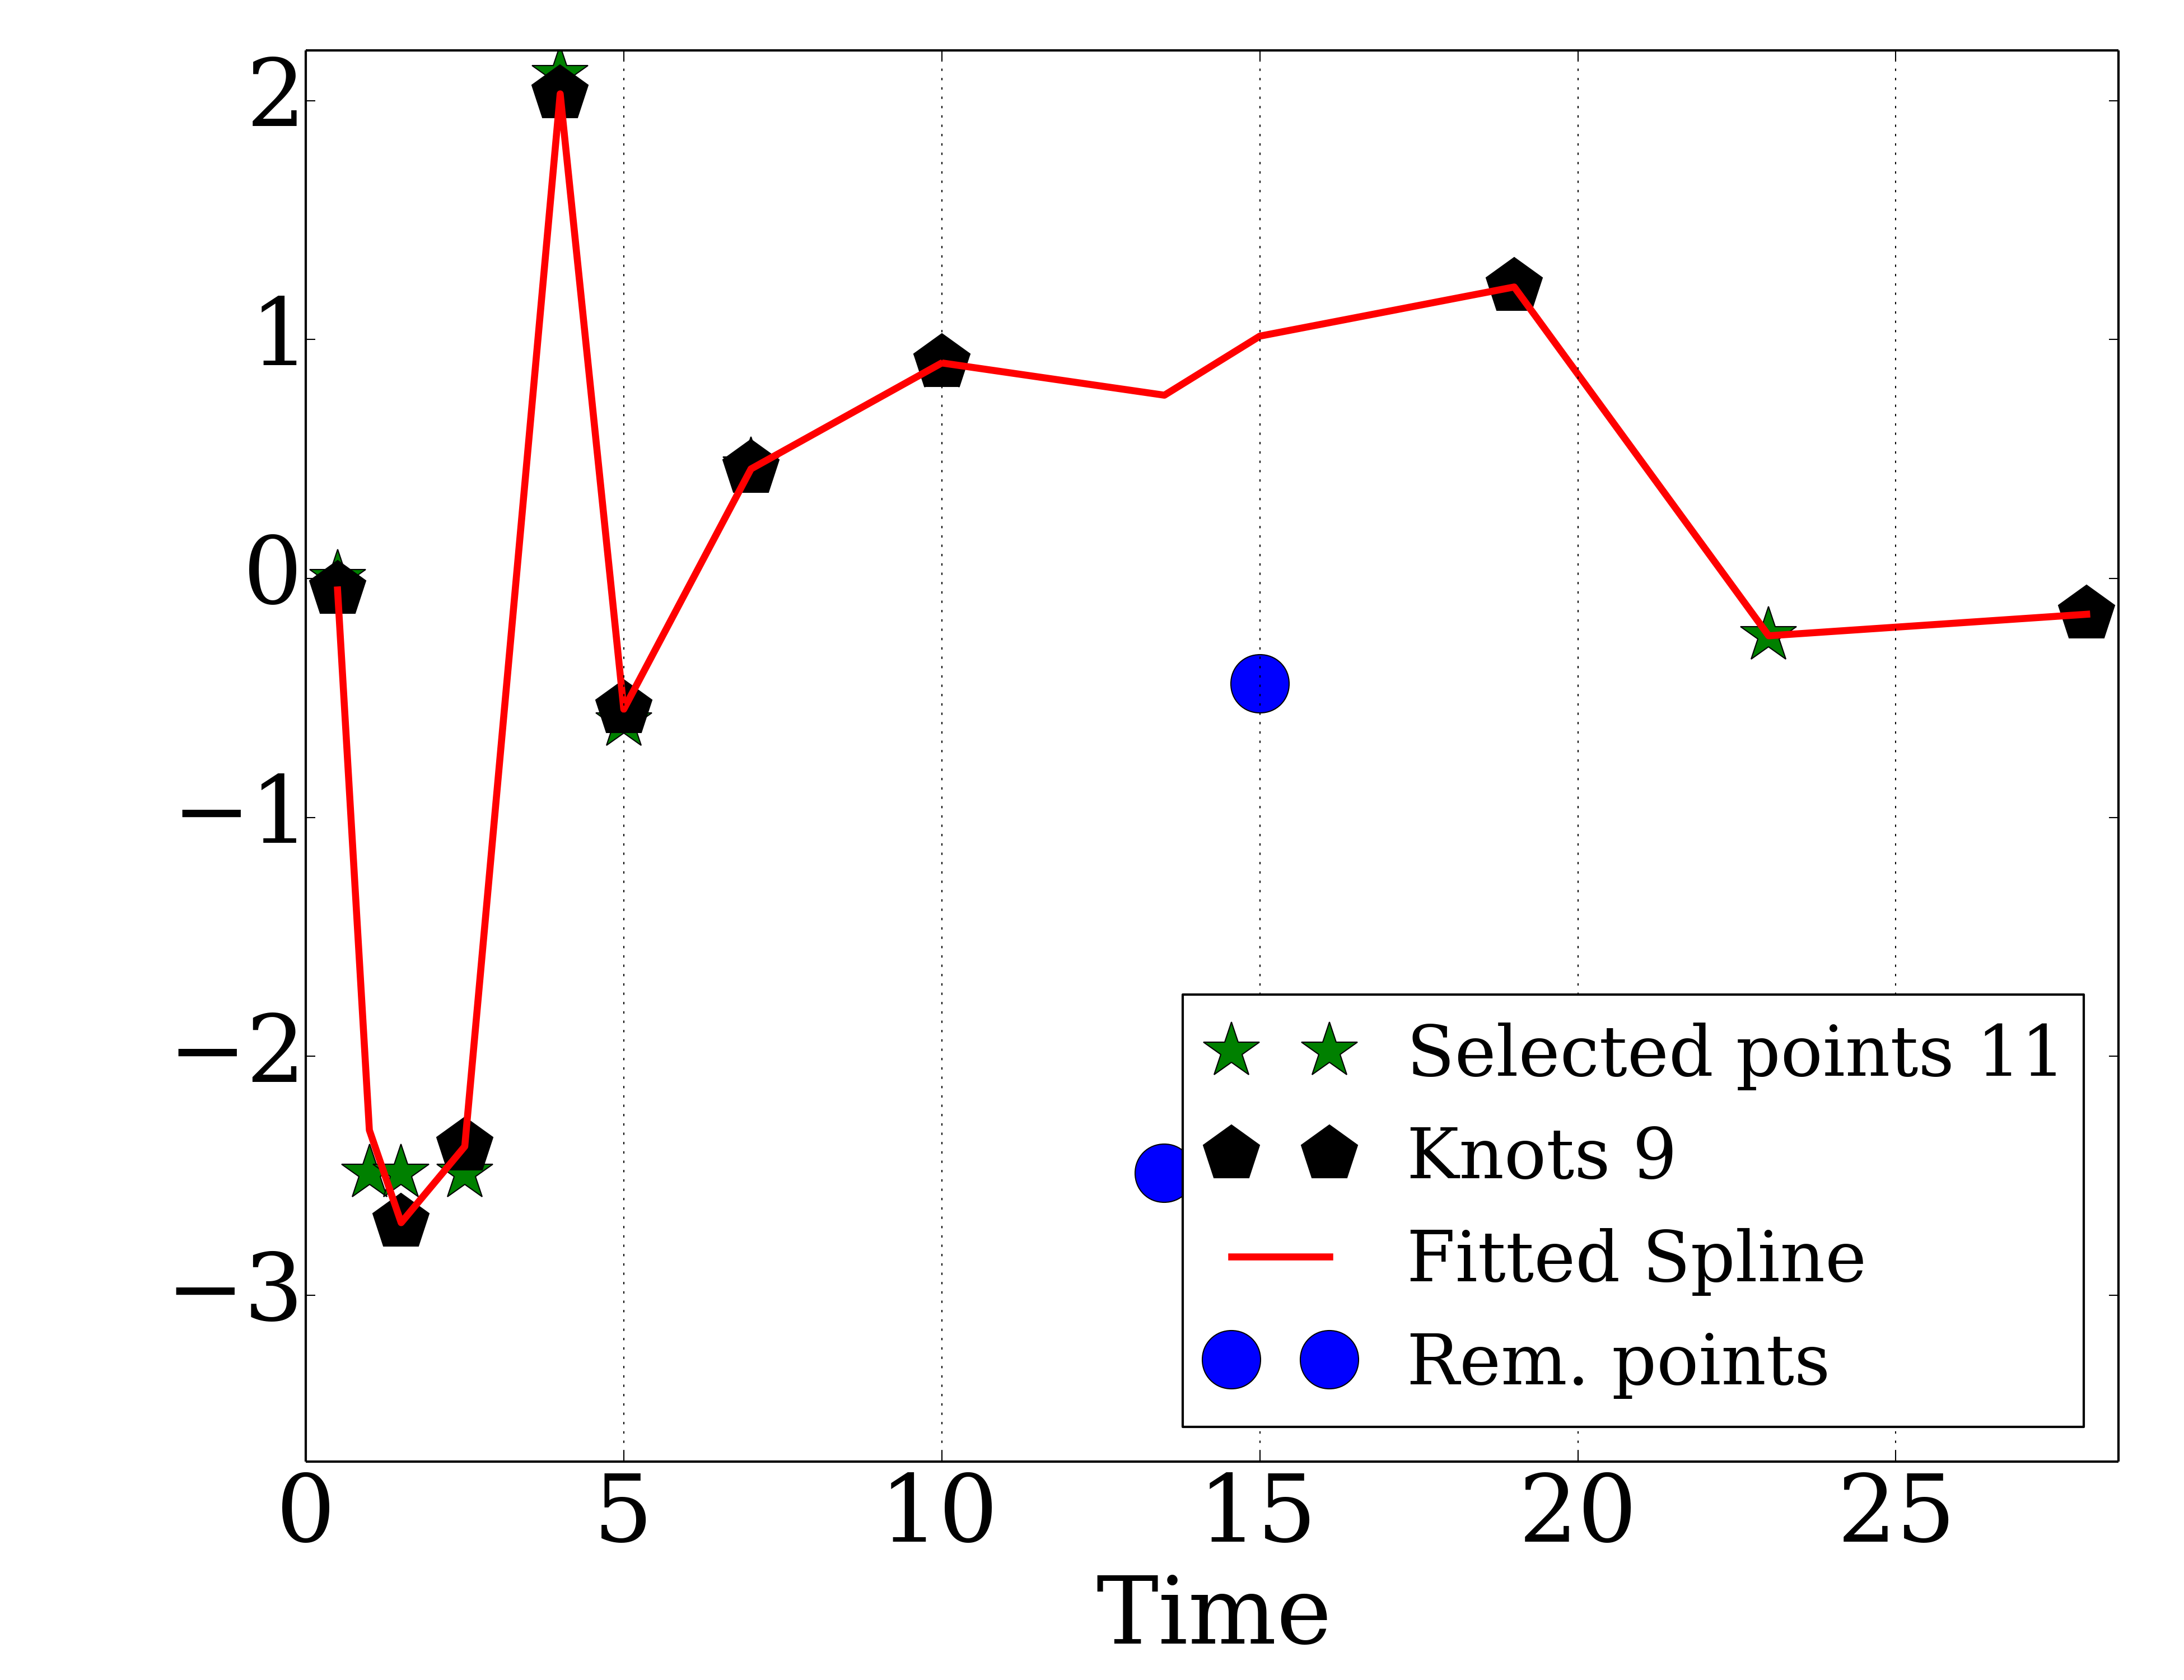 2
1
0
−1
−2
−3
Selected points 11
Knots 9
Fitted Spline
Rem. points
0 5 10 15 20 25
Time